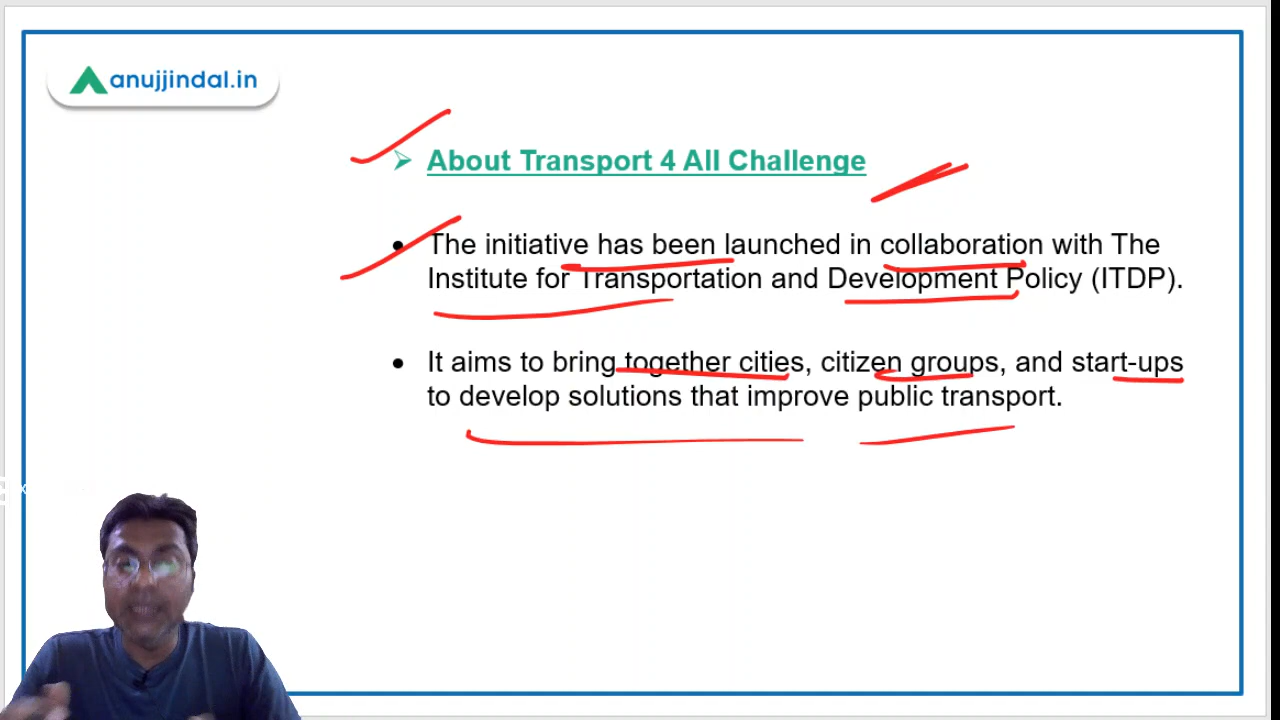 anujjindal.in
About Transport 4 All Challenge
The initiative has been launched in collaboration with The
Institute for Transportation and Development Policy (ITDP).
It aims to bring together cities, citizen groups, and start-ups
to develop solutions that improve public transport.